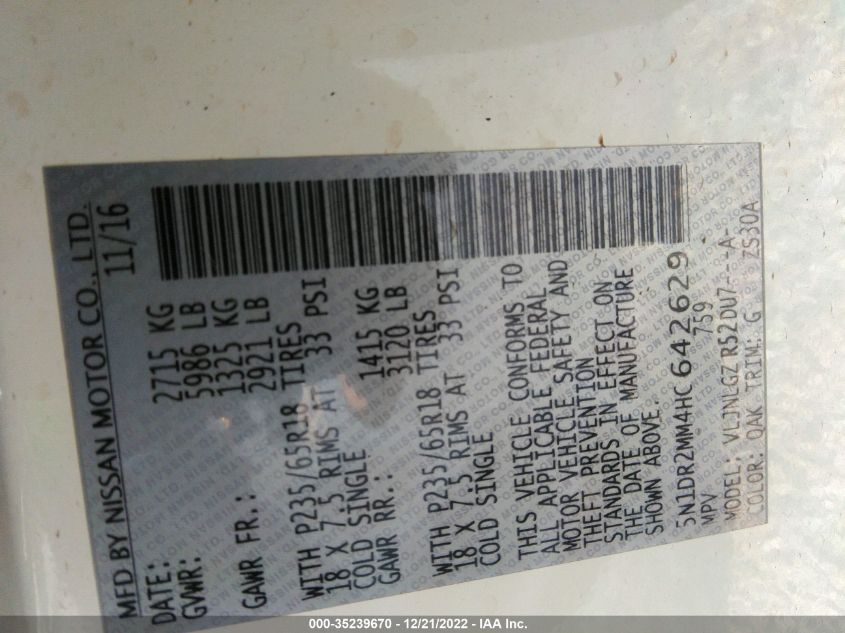 MFD BY NISSAN MOTOR CO., LTD.
DATE: 11/16
GVWR: 2715 KG
5986 LB
GAWR FR.: 1325 KG
2921 LB
WITH P235/65R18 TIRES
18 X 7.5 RIMS AT 33 PSI
COLD SINGLE
GAWR RR.: 1415 KG
3120 LB
WITH P235/65R18 TIRES
18 X 7.5 RIMS AT 33 PSI
COLD SINGLE
THIS VEHICLE CONFORMS TO
ALL APPLICABLE FEDERAL
MOTOR VEHICLE SAFETY AND
THEFT PREVENTION
STANDARDS IN EFFECT ON
THE DATE OF MANUFACTURE
SHOWN ABOVE.
5N1DR2MM4HC642629
MPV 759
MODEL:
COLOR: QAK TRIM: G ZS30A
000-35239670 - 12/21/2022 - IAA Inc.